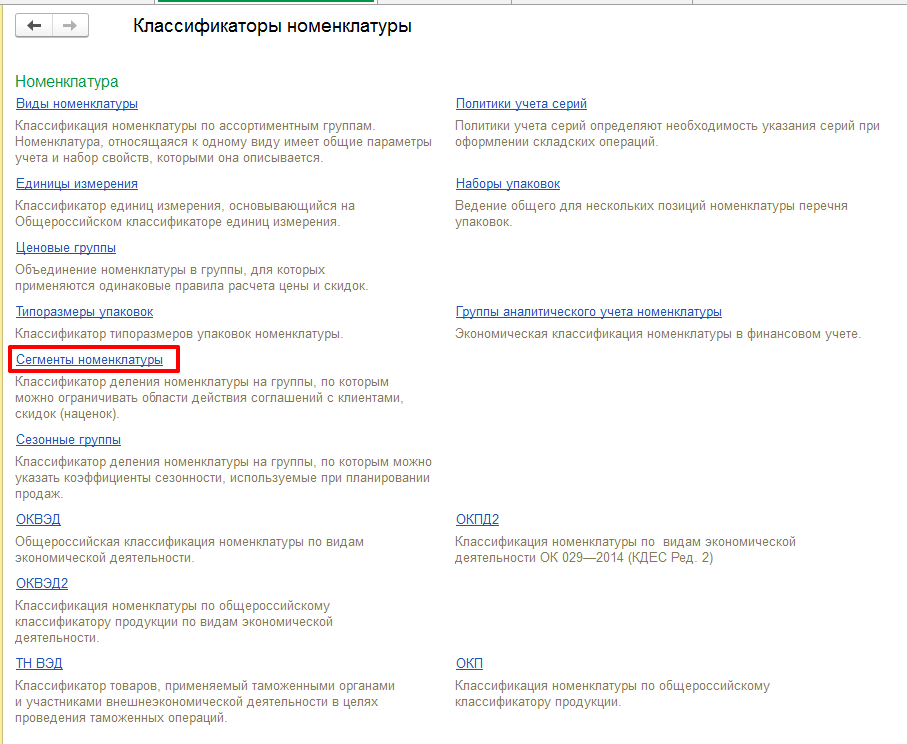 Классификаторы номенклатуры
Номенклатура
Виды номенклатуры
Классификация номенклатуры по ассортиментным группам.
Номенклатура, относящаяся к одному виду имеет общие параметры
учета и набор свойств, которыми она описывается.
Политики учета серий
Политики учета серий определяют необходимость указания серий при
оформлении складских операций.
Единицы измерения
Классификатор единиц измерения, основывающийся на
Общероссийском классификаторе единиц измерения.
Наборы упаковок
Ведение общего для нескольких позиций номенклатуры перечня
упаковок.
Ценовые группы
Объединение номенклатуры в группы, для которых
применяются одинаковые правила расчета цены и скидок.
Типоразмеры упаковок
Классификатор типоразмеров упаковок номенклатуры.
Группы аналитического учета номенклатуры
Экономическая классификация номенклатуры в финансовом учете.
Сегменты номенклатуры
Классификатор деления номенклатуры на группы, по которым
можно ограничивать области действия соглашений с клиентами,
скидок (наценок).
Сезонные группы
Классификатор деления номенклатуры на группы, по которым можно
указать коэффициенты сезонности, используемые при планировании
продаж.
ОКВЭД
Общероссийская классификация номенклатуры по видам
экономической деятельности.
ОКПД2
Классификация номенклатуры по  видам экономической
деятельности ОК 029—2014 (КДЕС Ред. 2)
ОКВЭД2
Классификация номенклатуры по общероссийскому
классификатору продукции по видам экономической
деятельности.
ТН ВЭД
Классификатор товаров, применяемый таможенными органами
и участниками внешнеэкономической деятельности в целях
проведения таможенных операций.
ОКП
Классификация номенклатуры по общероссийскому
классификатору продукции.